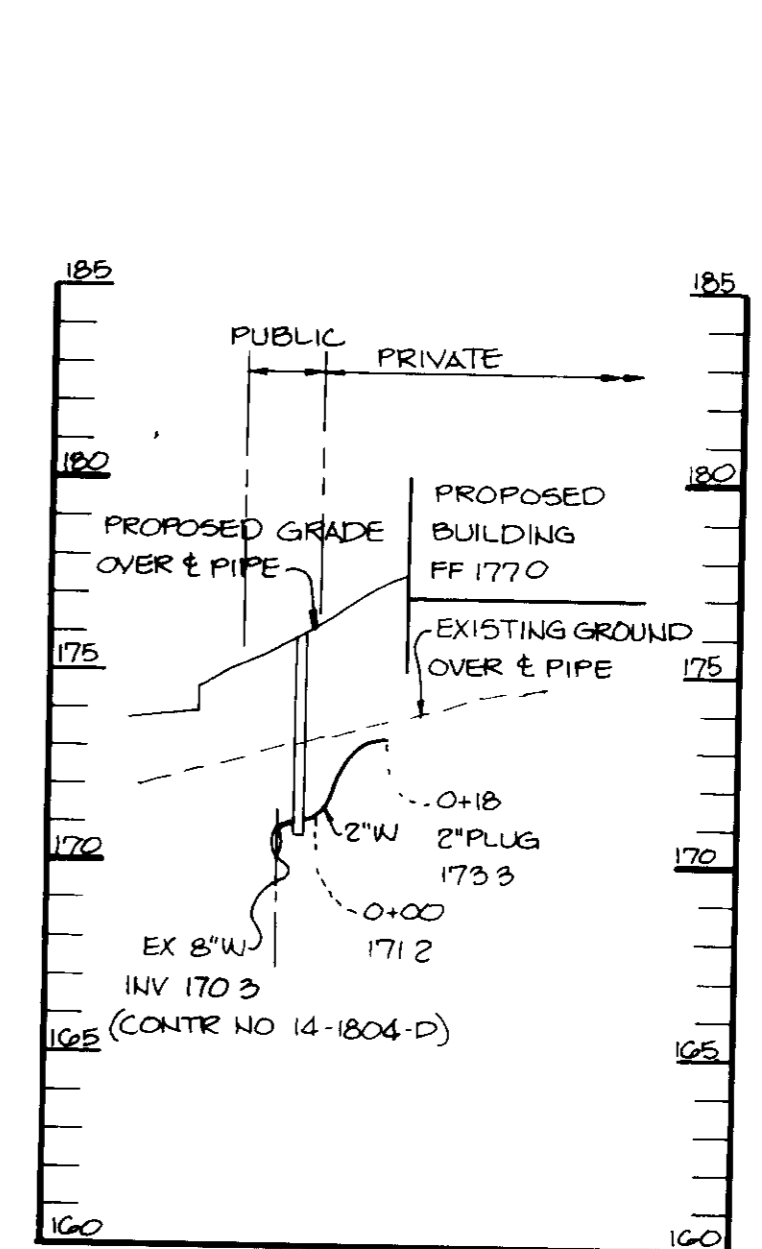 185
185
PUBLIC
PRIVATE
180
180
PROPOSED GRADE
OVER ℄ PIPE
PROPOSED
BUILDING
FF 177 0
175
175
EXISTING GROUND
OVER ℄ PIPE
0+18
2"W
2"PLUG
173 3
170
170
0+00
171 2
EX 8"W
INV 170 3
(CONTR NO 14-1804-D)
165
165
160
160